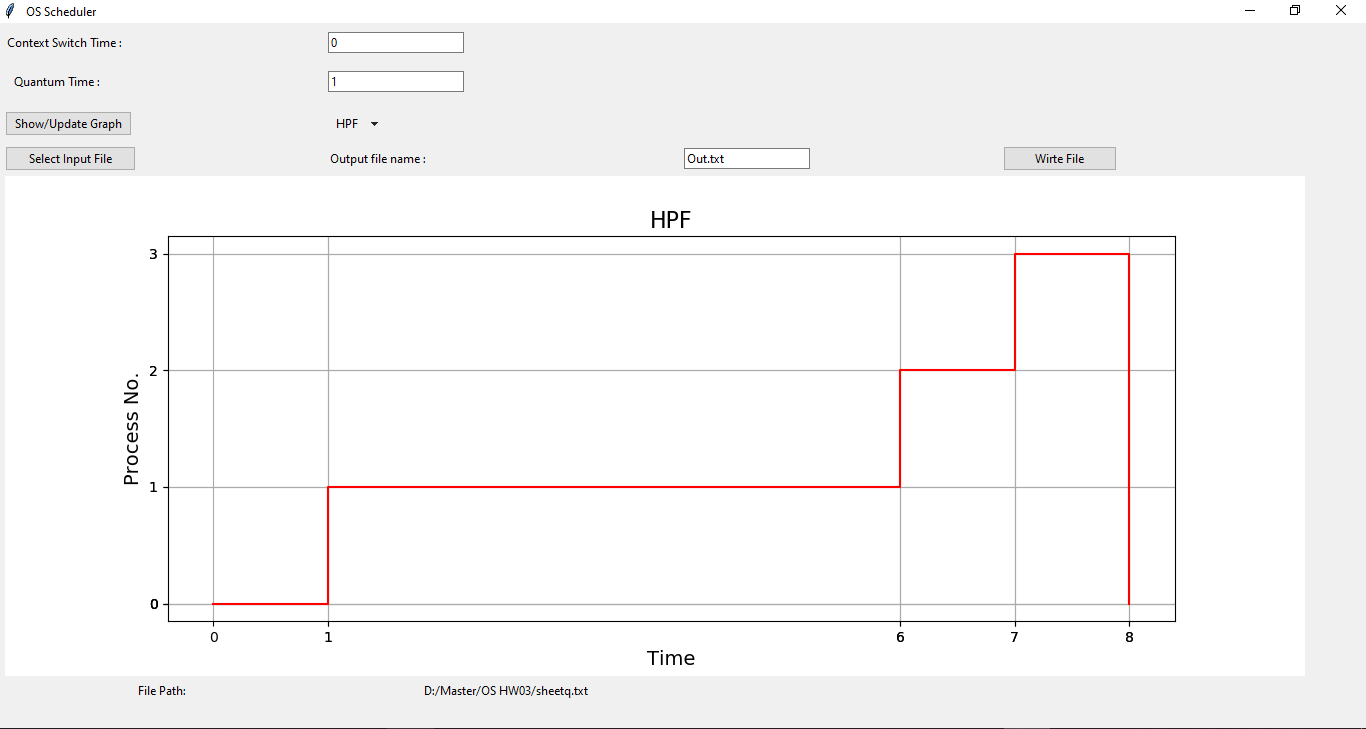 OS Scheduler
Context Switch Time :
0
Quantum Time :
1
Show/Update Graph
HPF
Select Input File
Output file name :
Out.txt
Wirte File
HPF
3
2
1
0
Process No.
0 1 6 7 8
Time
File Path:
D:/Master/OS HW03/sheetq.txt